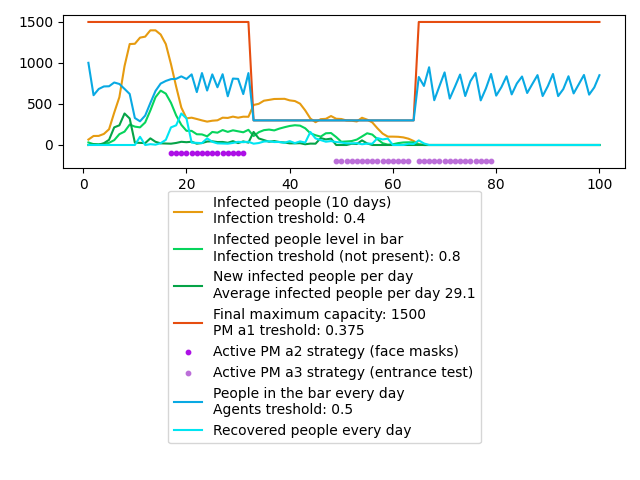 1500
1000
500
0
0
20
40
60
80
100
Infected people (10 days)
Infection treshold: 0.4
Infected people level in bar
Infection treshold (not present): 0.8
New infected people per day
Average infected people per day 29.1
Final maximum capacity: 1500
PM a1 treshold: 0.375
Active PM a2 strategy (face masks)
Active PM a3 strategy (entrance test)
People in the bar every day
Agents treshold: 0.5
Recovered people every day